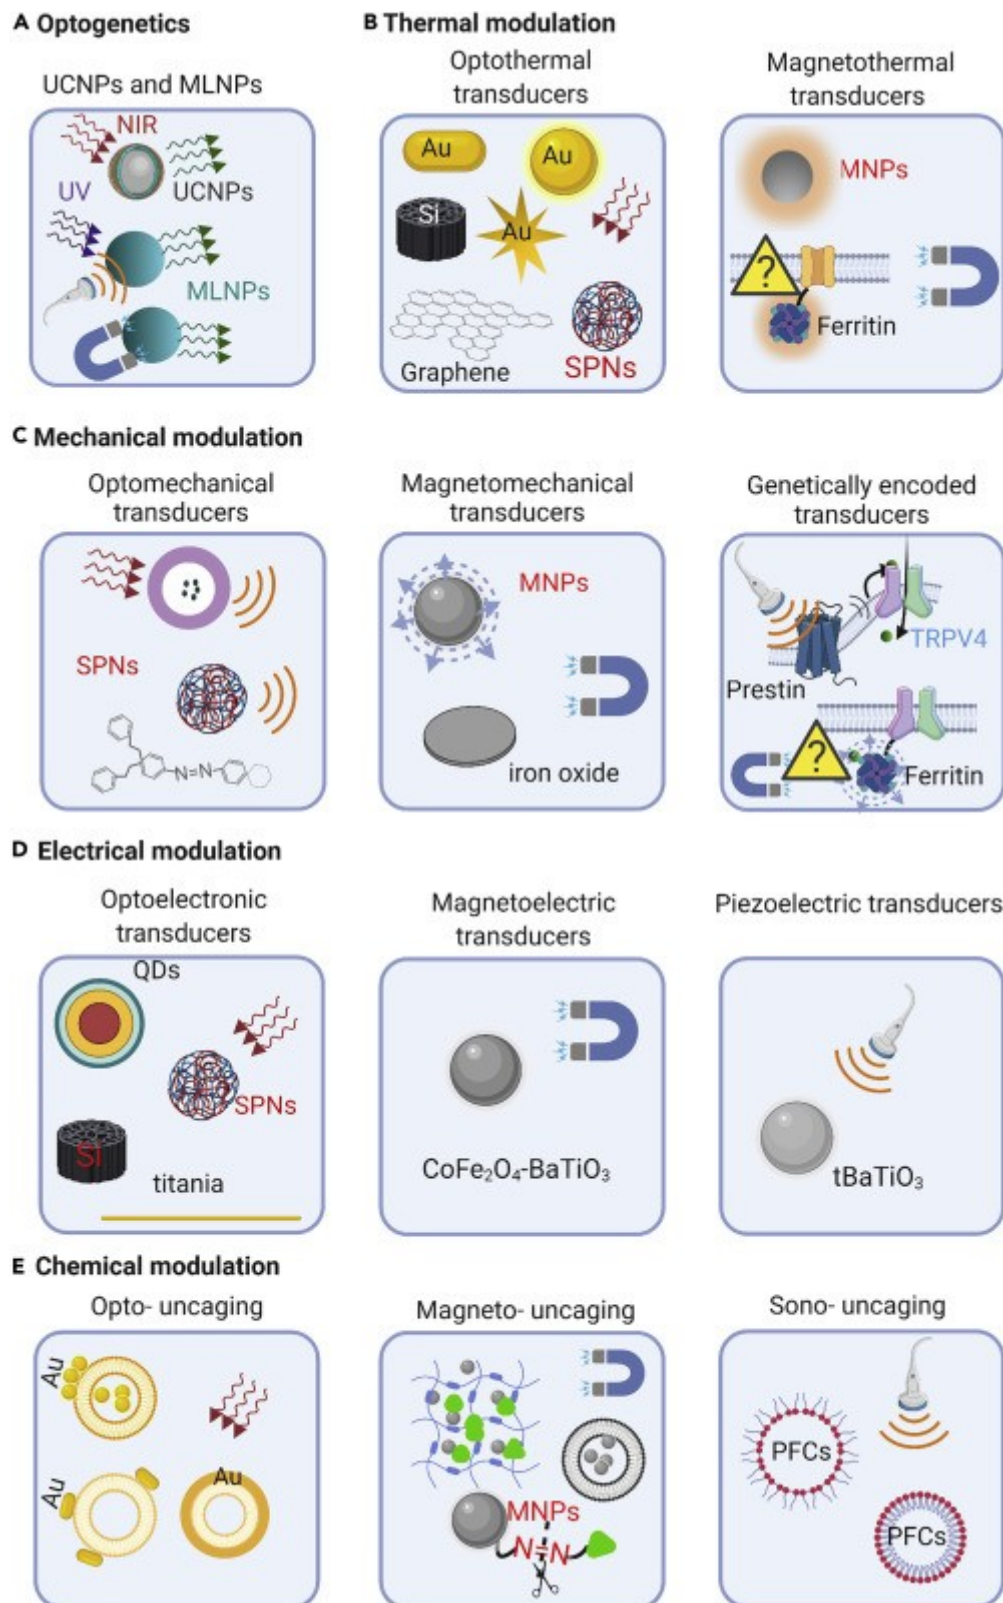 A Optogenetics
UCNPs and MLNPs
NIR
UV
UCNPs
MLNPs
B Thermal modulation
Optothermal
transducers
Au
Au
Si
Au
Graphene
SPNs
Magnetothermal
transducers
MNPs
?
Ferritin
C Mechanical modulation
Optomechanical
transducers
SPNs
N=N
Magnetomechanical
transducers
MNPs
iron oxide
Genetically encoded
transducers
TRPV4
Prestin
?
Ferritin
D Electrical modulation
Optoelectronic
transducers
QDs
SPNs
Si
titania
Magnetoelectric
transducers
CoFe₂O₄-BaTiO₃
Piezoelectric transducers
tBaTiO₃
E Chemical modulation
Opto- uncaging
Au
Au
Au
Magneto- uncaging
MNPs
N=N
Sono- uncaging
PFCs
PFCs